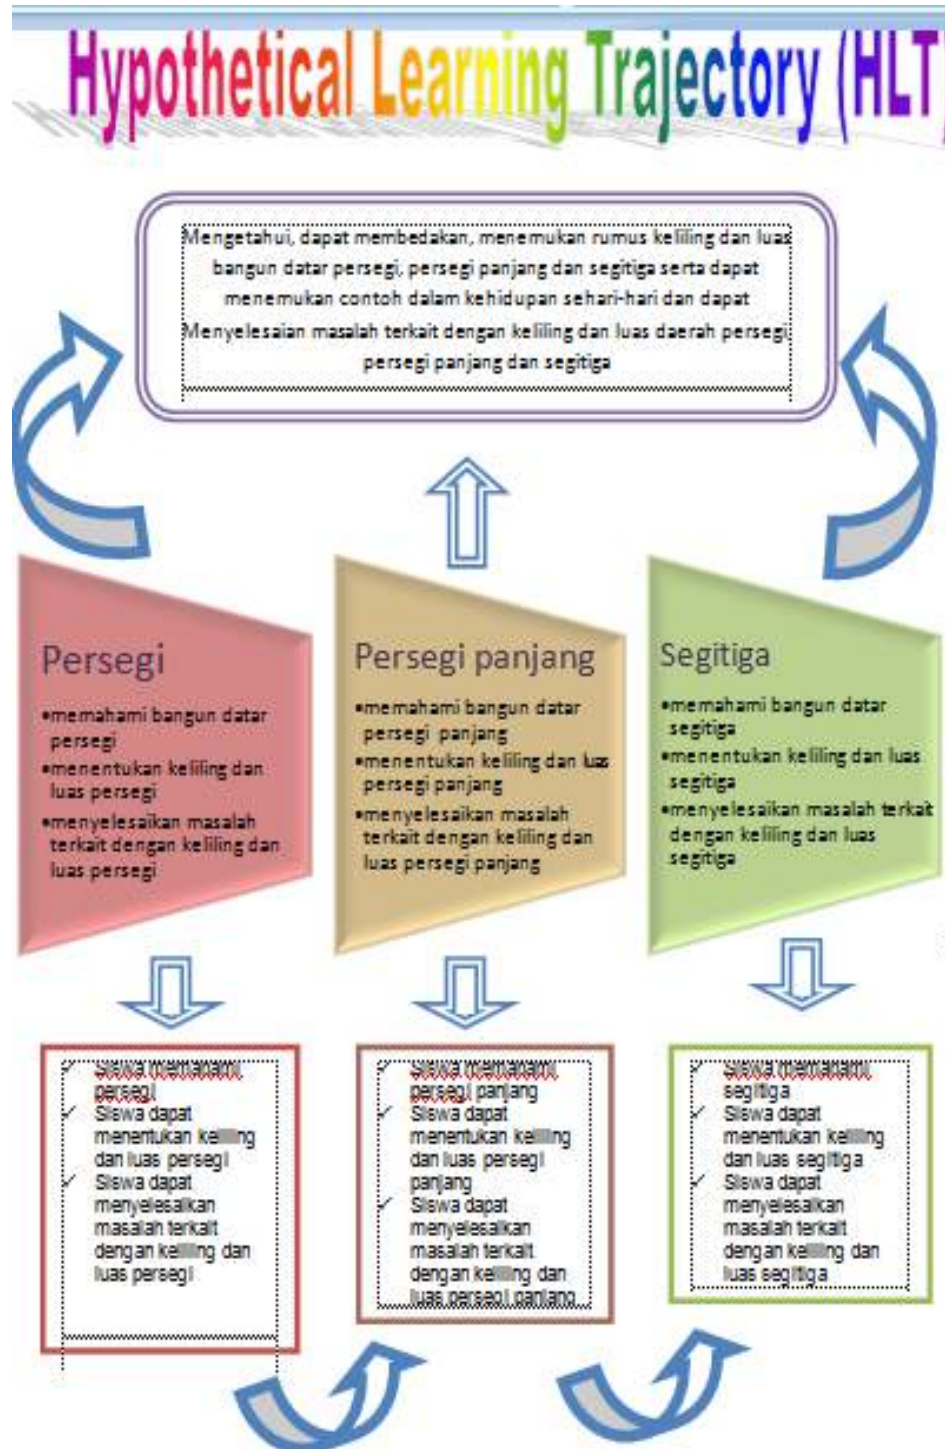 Hypothetical Learning Trajectory (HLT)
Mengetahui, dapat membedakan, menemukan rumus keliling dan luas
bangun datar persegi, persegi panjang dan segitiga serta dapat
menemukan contoh dalam kehidupan sehari-hari dan dapat
Menyelesaian masalah terkait dengan keliling dan luas daerah persegi
persegi panjang dan segitiga
Persegi
•memahami bangun datar
persegi
•menentukan keliling dan
luas persegi
•menyelesaikan masalah
terkait dengan keliling dan
luas persegi
Persegi panjang
•memahami bangun datar
persegi panjang
•menentukan keliling dan luas
persegi panjang
•menyelesaikan masalah
terkait dengan keliling dan
luas persegi panjang
Segitiga
•memahami bangun datar
segitiga
•menentukan keliling dan luas
segitiga
•menyelesaikan masalah terkait
dengan keliling dan luas
segitiga
✓ Siswa memahami
persegi
✓ Siswa dapat
menentukan keliling
dan luas persegi
✓ Siswa dapat
menyelesaikan
masalah terkait
dengan keliling dan
luas persegi
✓ Siswa memahami
persegi panjang
✓ Siswa dapat
menentukan keliling
dan luas persegi
panjang
✓ Siswa dapat
menyelesaikan
masalah terkait
dengan keliling dan
luas persegi panjang
✓ Siswa memahami
segitiga
✓ Siswa dapat
menentukan keliling
dan luas segitiga
✓ Siswa dapat
menyelesaikan
masalah terkait
dengan keliling dan
luas segitiga